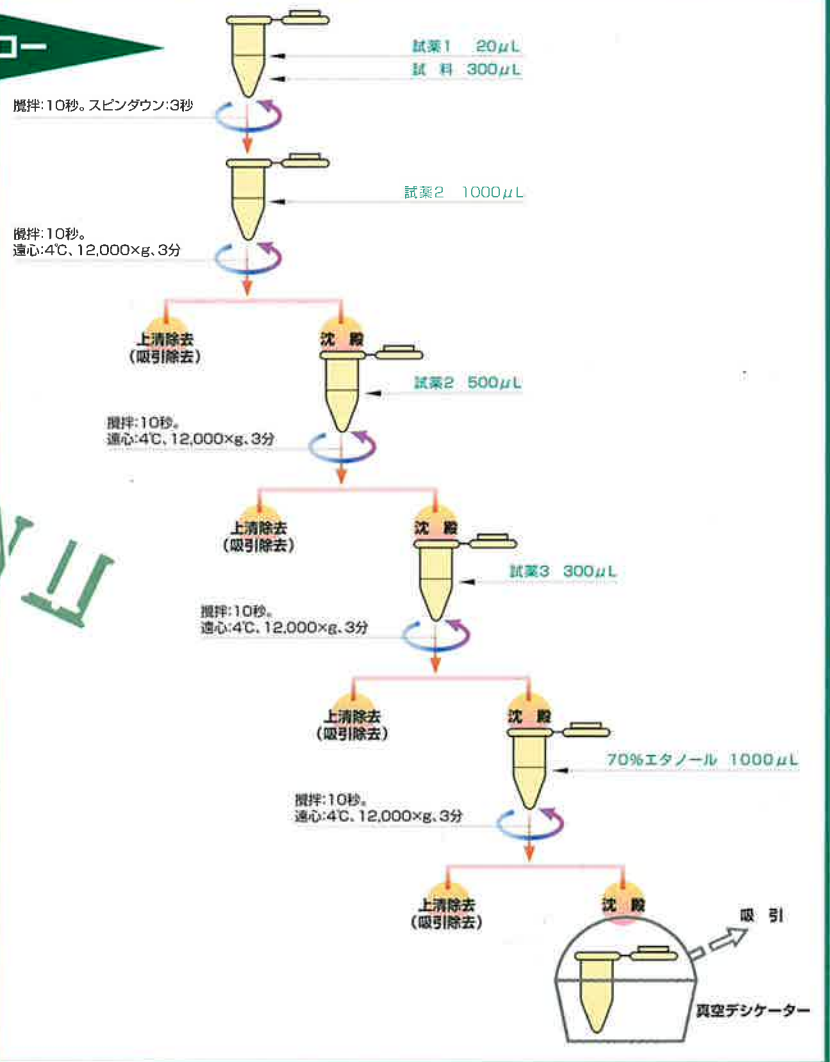 ロー
試薬1 20μL
試 料 300μL
攪拌:10秒。スピンダウン:3秒
試薬2 1000μL
攪拌:10秒。
遠心:4℃、12,000×g、3分
上清除去
(吸引除去)
沈 殿
試薬2 500μL
攪拌:10秒。
遠心:4℃、12,000×g、3分
上清除去
(吸引除去)
沈 殿
試薬3 300μL
攪拌:10秒。
遠心:4℃、12,000×g、3分
上清除去
(吸引除去)
沈 殿
70%エタノール 1000μL
攪拌:10秒。
遠心:4℃、12,000×g、3分
上清除去
(吸引除去)
沈 殿
吸 引
真空デシケーター